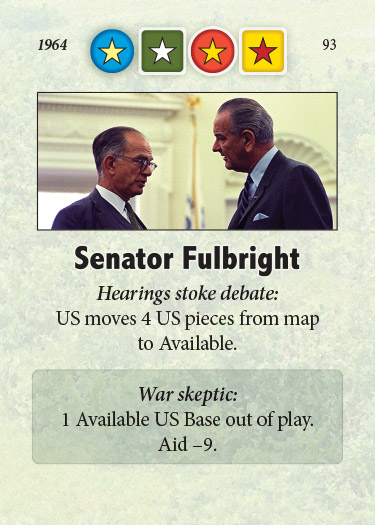 1964 93
Senator Fulbright
Hearings stoke debate:
US moves 4 US pieces from map
to Available.
War skeptic:
1 Available US Base out of play.
Aid –9.